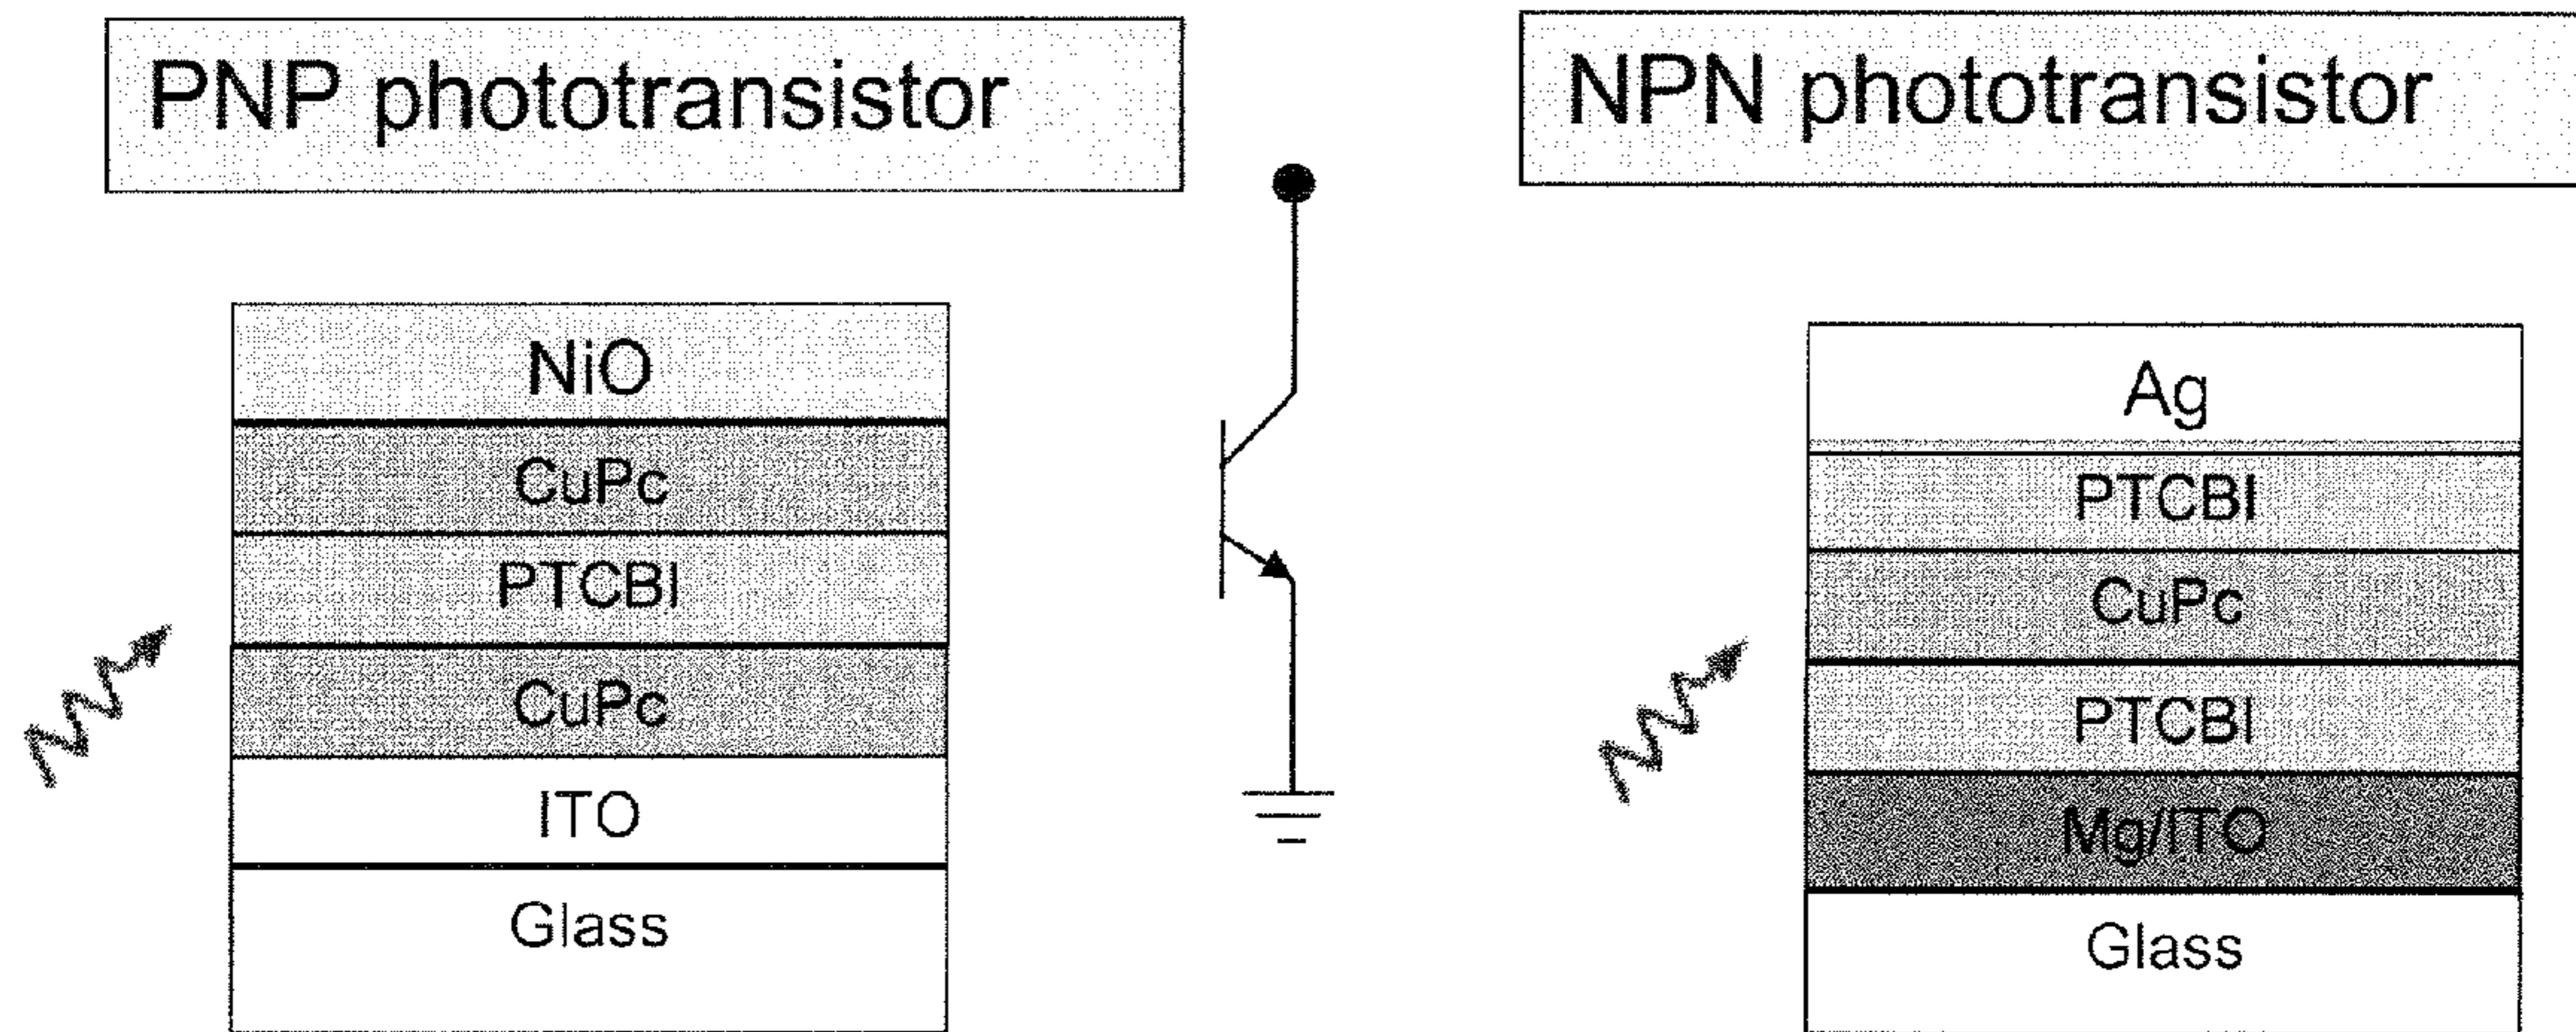 PNP phototransistor
NPN phototransistor
NiO
CuPc
PTCBI
CuPc
ITO
Glass
Ag
PTCBI
CuPc
PTCBI
Mg/ITO
Glass